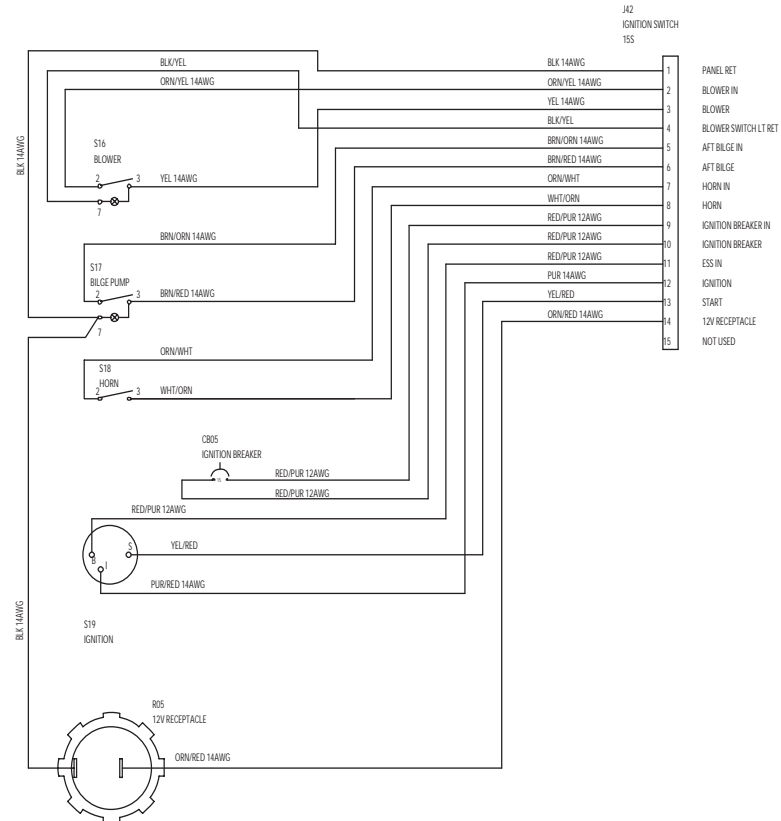 J42
IGNITION SWITCH
15S
BLK 14AWG 1 PANEL RET
BLK/YEL
ORN/YEL 14AWG 2 BLOWER IN
ORN/YEL 14AWG
YEL 14AWG 3 BLOWER
BLK/YEL 4 BLOWER SWITCH LT RET
BLK 14AWG
S16
BLOWER
BRN/ORN 14AWG 5 AFT BILGE IN
BRN/RED 14AWG 6 AFT BILGE
2 3 YEL 14AWG
ORN/WHT 7 HORN IN
7
WHT/ORN 8 HORN
RED/PUR 12AWG 9 IGNITION BREAKER IN
BRN/ORN 14AWG
RED/PUR 12AWG 10 IGNITION BREAKER
S17
BILGE PUMP
RED/PUR 12AWG 11 ESS IN
PUR 14AWG 12 IGNITION
2 3 BRN/RED 14AWG
YEL/RED 13 START
7
ORN/RED 14AWG 14 12V RECEPTACLE
15 NOT USED
ORN/WHT
S18
HORN
2 3 WHT/ORN
CB05
IGNITION BREAKER
RED/PUR 12AWG
15
RED/PUR 12AWG
RED/PUR 12AWG
S YEL/RED
B I
PUR/RED 14AWG
BLK 14AWG
S19
IGNITION
R05
12V RECEPTACLE
ORN/RED 14AWG